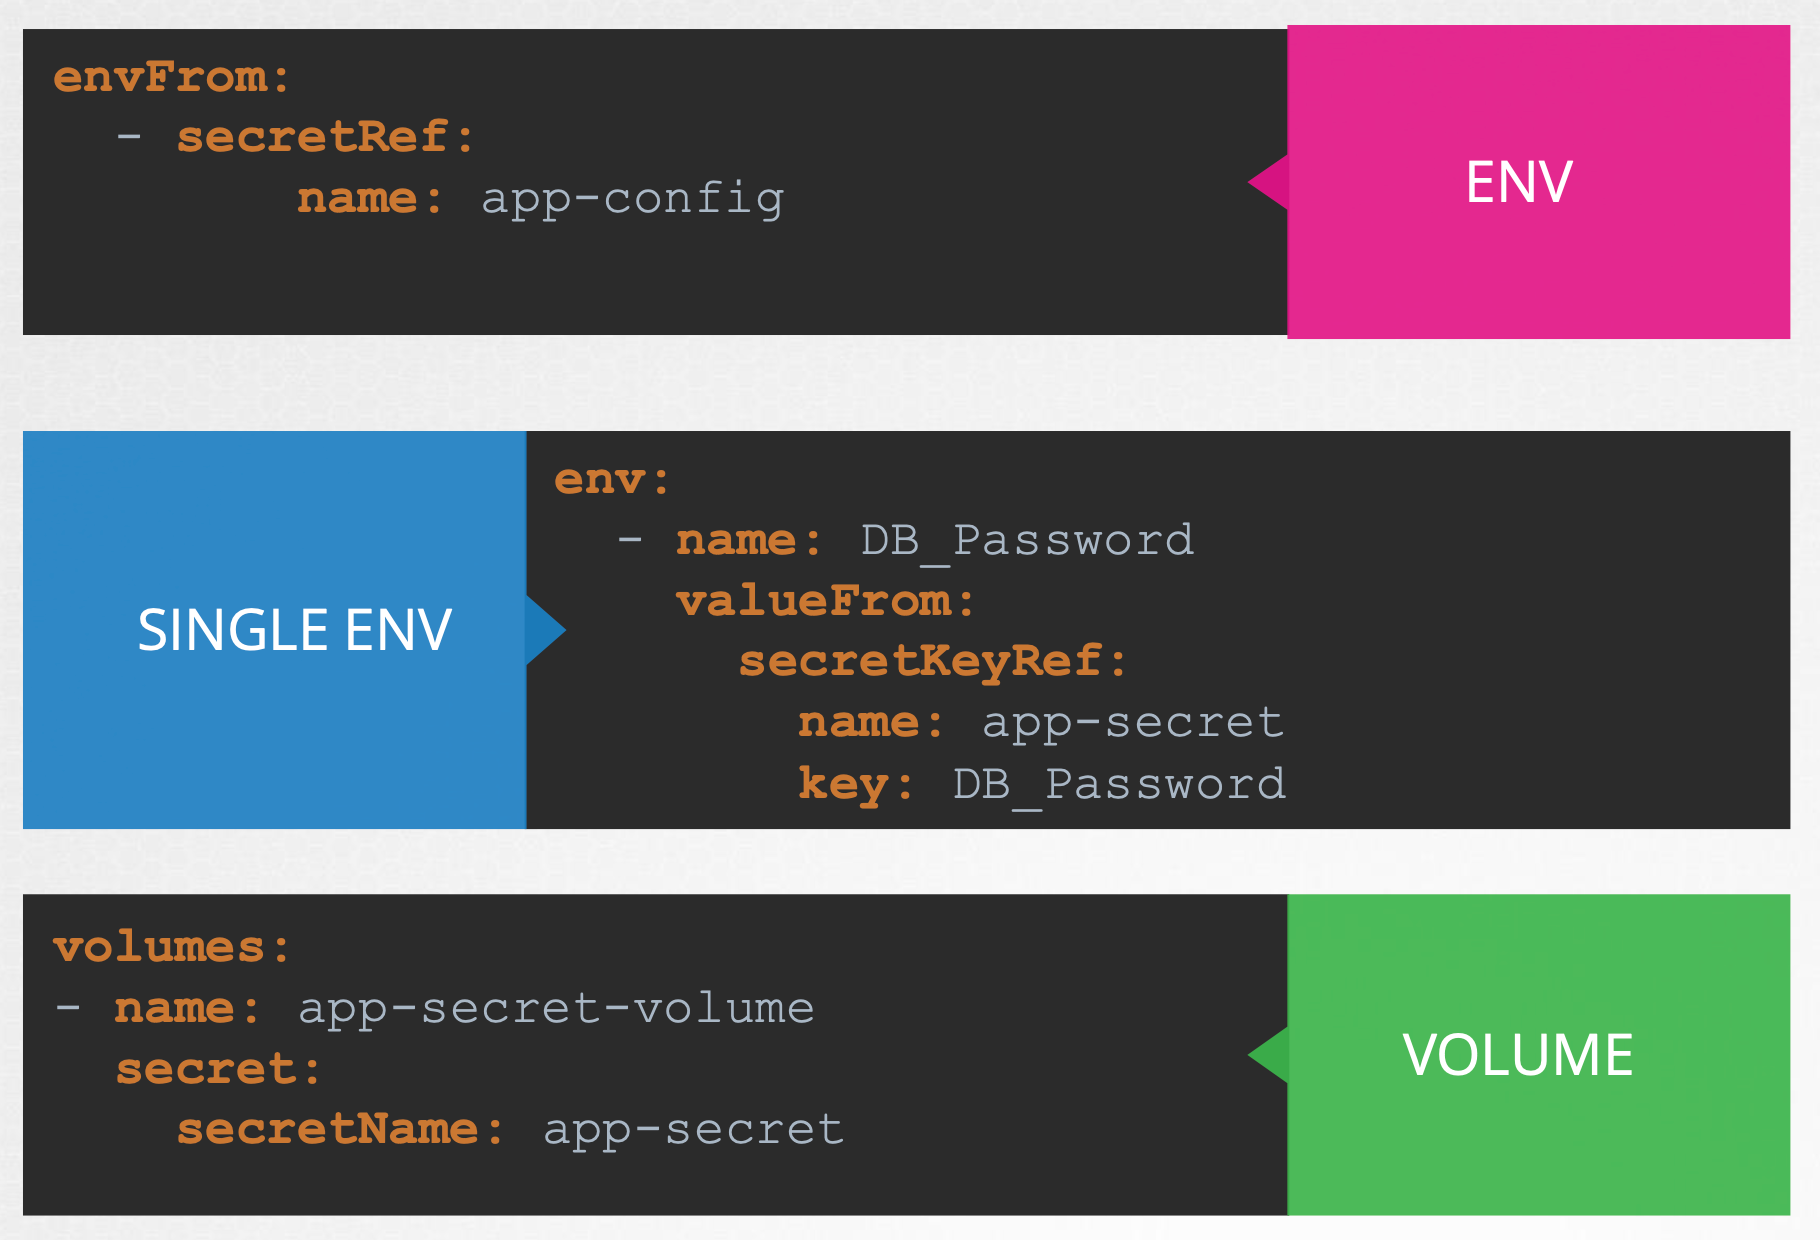 envFrom:
  - secretRef:
        name: app-config
ENV
SINGLE ENV
env:
  - name: DB_Password
    valueFrom:
      secretKeyRef:
        name: app-secret
        key: DB_Password
volumes:
- name: app-secret-volume
  secret:
    secretName: app-secret
VOLUME